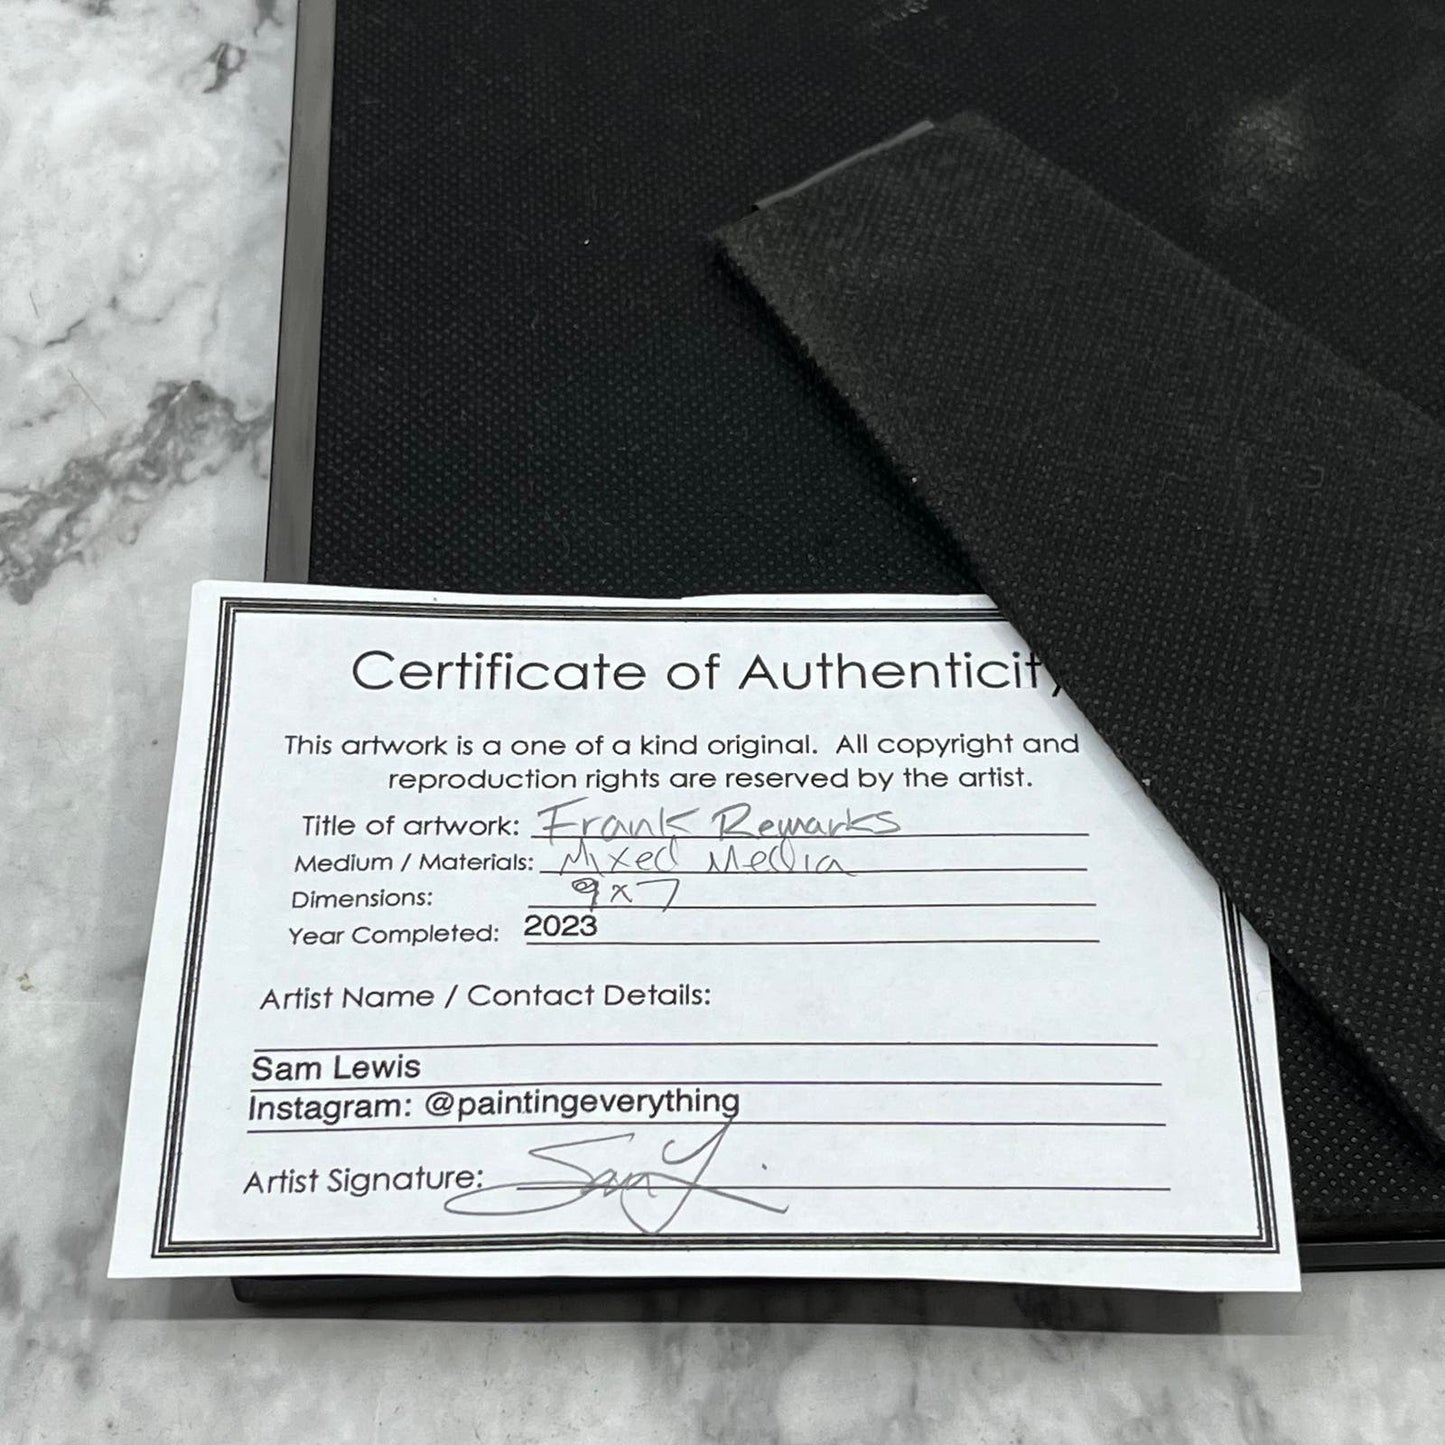 Certificate of Authenticity
This artwork is a one of a kind original. All copyright and
reproduction rights are reserved by the artist.
Title of artwork: Frank Remarks
Medium / Materials: Mixed Media
Dimensions: 9x7
Year Completed: 2023
Artist Name / Contact Details:
Sam Lewis
Instagram: @paintingeverything
Artist Signature: Sam L